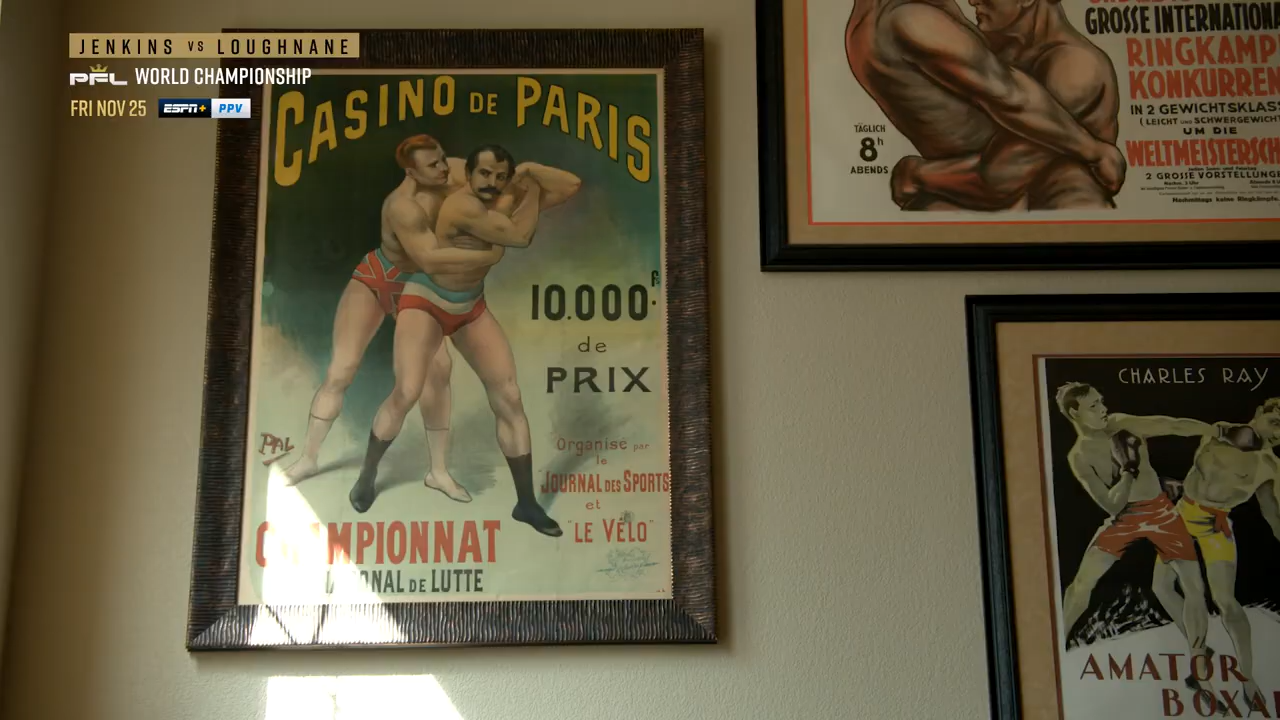 JENKINS VS LOUGHNANE
PFL WORLD CHAMPIONSHIP
FRI NOV 25 ESPN+ PPV
CASINO DE PARIS
10.000 F.
de
PRIX
PAL
Organisé par
le
"JOURNAL DES SPORTS
et
"LE VÉLO"
CHAMPIONNAT
DE LUTTE
GROSSE INTERNATIONA
RINGKAMPF
KONKURREN
IN 2 GEWICHTSKLASS
( LEICHT UND SCHWERGEWICHT
UM DIE
WELTMEISTERSCH
2 GROSSE VORSTELLUNGE
TÄGLICH
8h
ABENDS
CHARLES RAY
AMATOR
BOXA